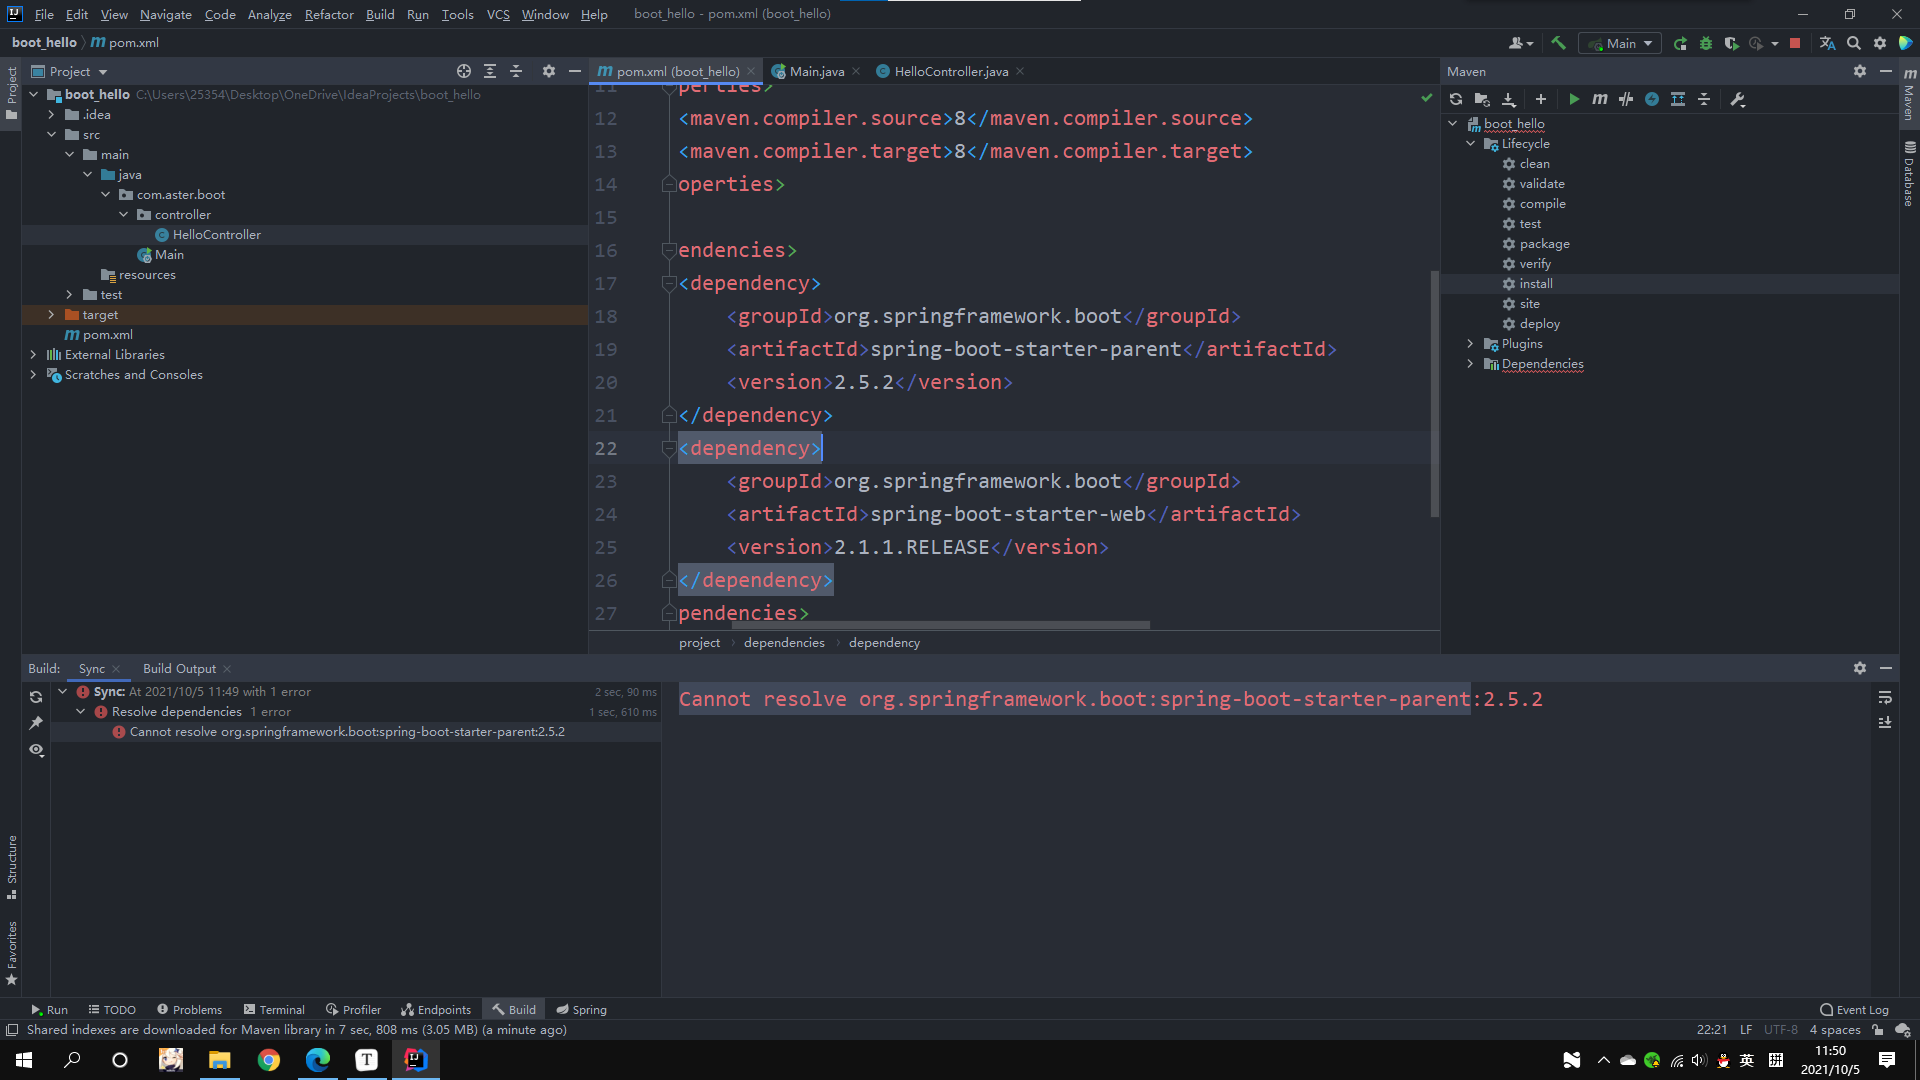 File Edit View Navigate Code Analyze Refactor Build Run Tools VCS Window Help boot_hello - pom.xml (boot_hello)
boot_hello pom.xml
Main
Project
pom.xml (boot_hello) Main.java HelloController.java
Maven
boot_hello C:\Users\25354\Desktop\OneDrive\IdeaProjects\boot_hello
.idea
src
main
java
com.aster.boot
controller
HelloController
Main
resources
test
target
pom.xml
External Libraries
Scratches and Consoles
11 perties>
12 <maven.compiler.source>8</maven.compiler.source>
13 <maven.compiler.target>8</maven.compiler.target>
14 operties>
15
16 endencies>
17 <dependency>
18 <groupId>org.springframework.boot</groupId>
19 <artifactId>spring-boot-starter-parent</artifactId>
20 <version>2.5.2</version>
21 </dependency>
22 <dependency>
23 <groupId>org.springframework.boot</groupId>
24 <artifactId>spring-boot-starter-web</artifactId>
25 <version>2.1.1.RELEASE</version>
26 </dependency>
27 pendencies>
project dependencies dependency
boot_hello
Lifecycle
clean
validate
compile
test
package
verify
install
site
deploy
Plugins
Dependencies
Project
Structure
Favorites
Maven
Database
Build: Sync Build Output
Sync: At 2021/10/5 11:49 with 1 error 2 sec, 90 ms
Resolve dependencies 1 error 1 sec, 610 ms
Cannot resolve org.springframework.boot:spring-boot-starter-parent:2.5.2
Cannot resolve org.springframework.boot:spring-boot-starter-parent:2.5.2
Run TODO Problems Terminal Profiler Endpoints Build Spring Event Log
Shared indexes are downloaded for Maven library in 7 sec, 808 ms (3.05 MB) (a minute ago) 22:21 LF UTF-8 4 spaces
英
11:50
2021/10/5